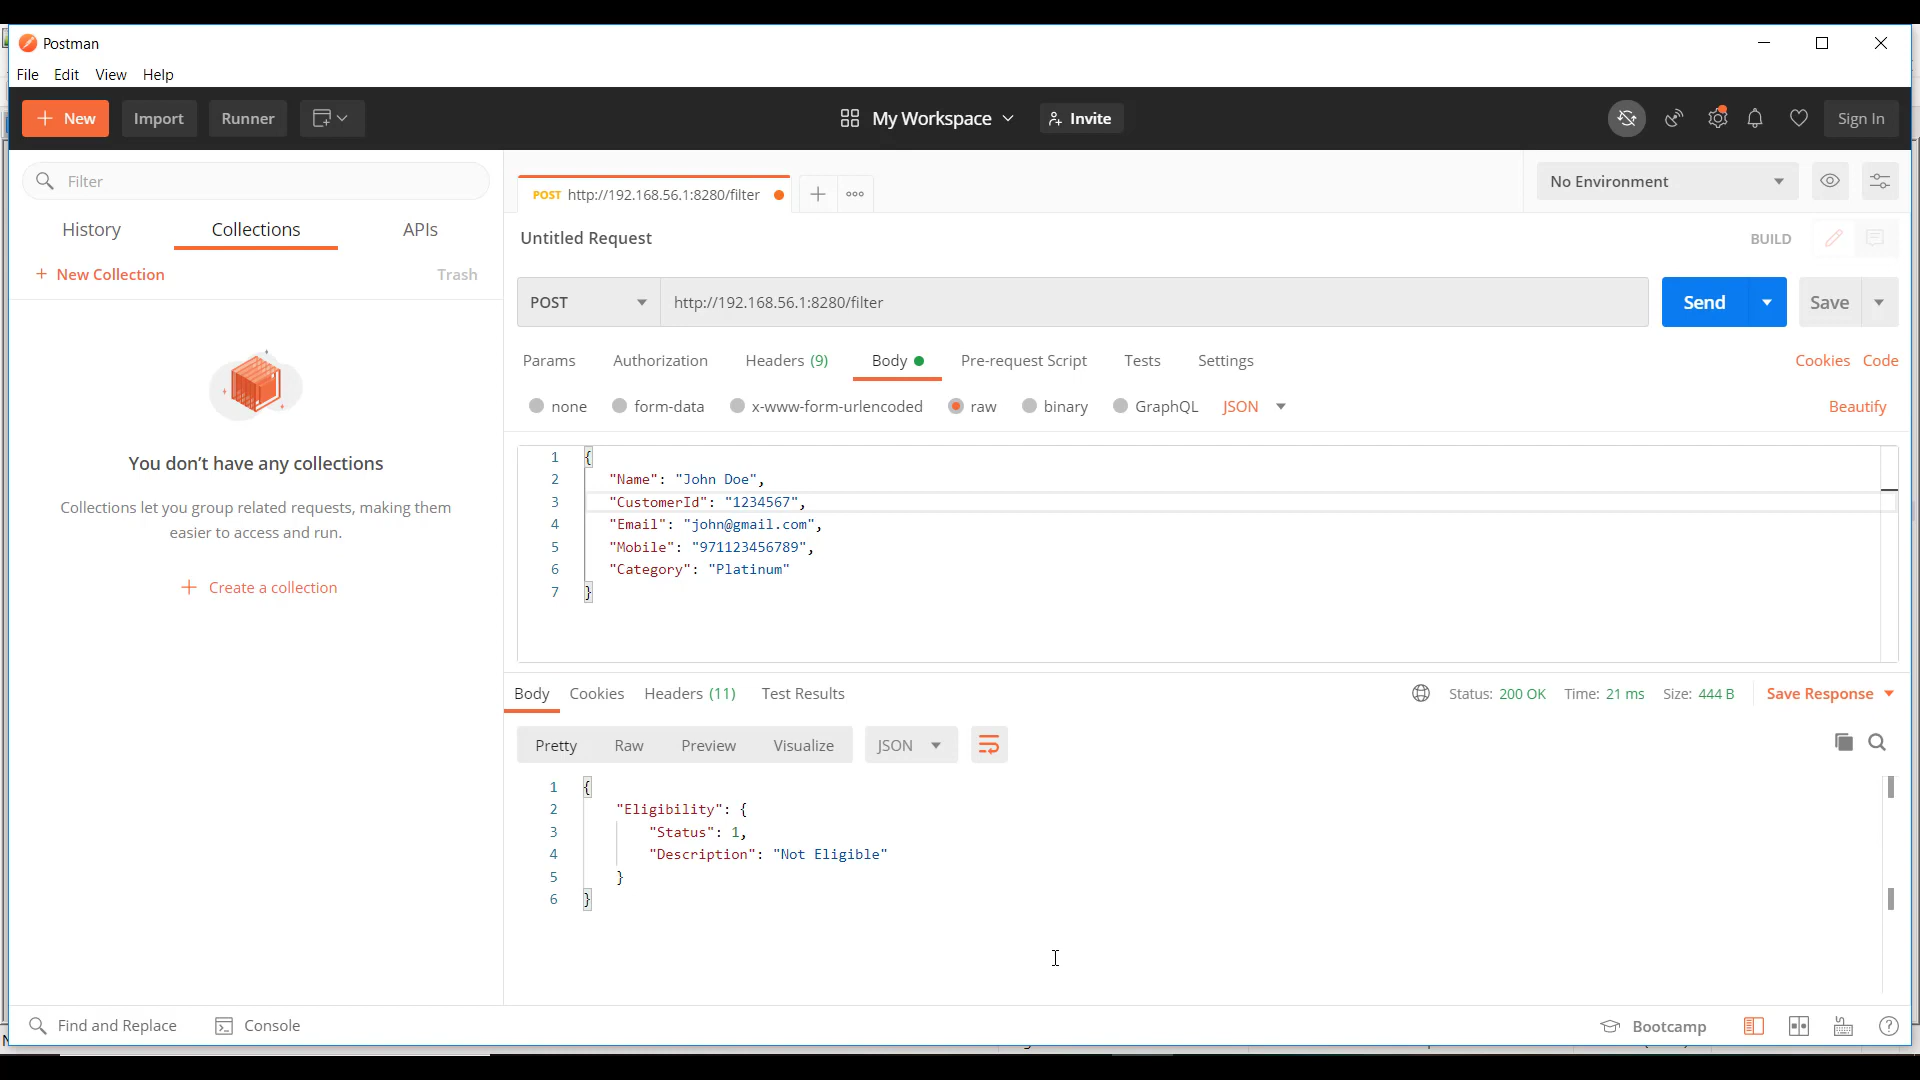 Postman
File Edit View Help
New Import Runner My Workspace Invite Sign In
Filter
History Collections APIs
New Collection Trash
You don’t have any collections
Collections let you group related requests, making them
easier to access and run.
Create a collection
POST http://192.168.56.1:8280/filter No Environment
Untitled Request BUILD
POST http://192.168.56.1:8280/filter Send Save
Params Authorization Headers (9) Body Pre-request Script Tests Settings Cookies Code
none form-data x-www-form-urlencoded raw binary GraphQL JSON Beautify
1 {
2 "Name": "John Doe",
3 "CustomerId": "1234567",
4 "Email": "john@gmail.com",
5 "Mobile": "971123456789",
6 "Category": "Platinum"
7 }
Body Cookies Headers (11) Test Results Status: 200 OK Time: 21 ms Size: 444 B Save Response
Pretty Raw Preview Visualize JSON
1 {
2 "Eligibility": {
3 "Status": 1,
4 "Description": "Not Eligible"
5 }
6 }
Find and Replace Console Bootcamp